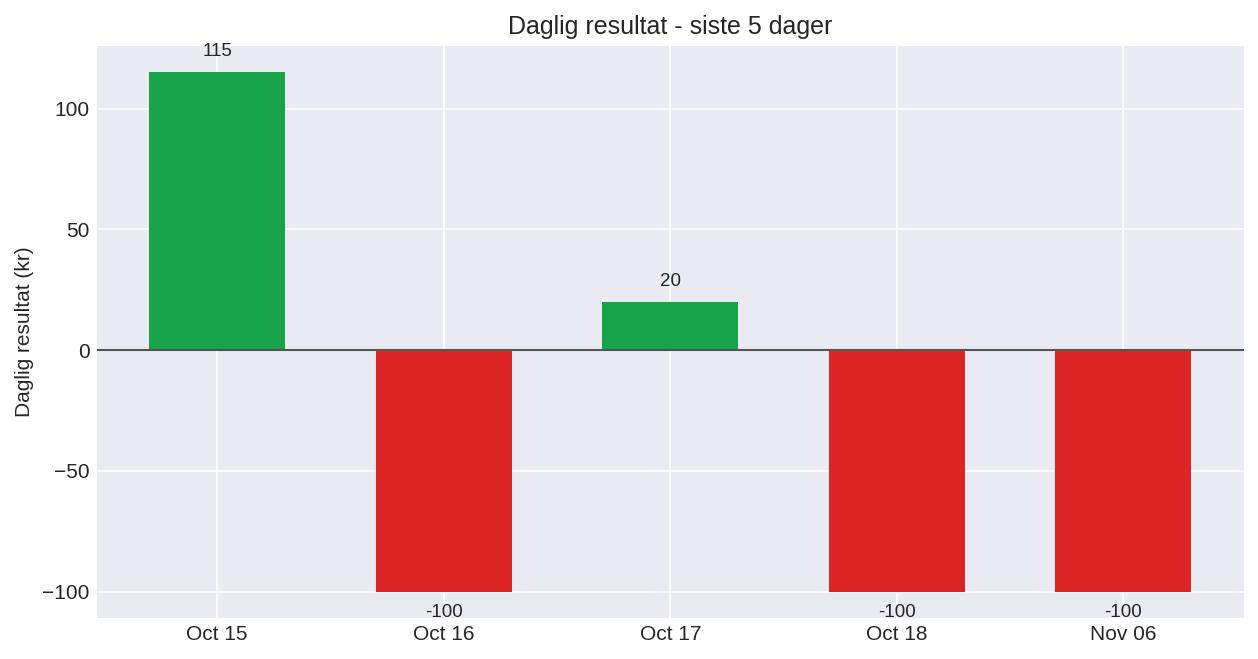 Daglig resultat - siste 5 dager
Daglig resultat (kr)
100
50
0
−50
−100
115
-100
20
-100
-100
Oct 15
Oct 16
Oct 17
Oct 18
Nov 06